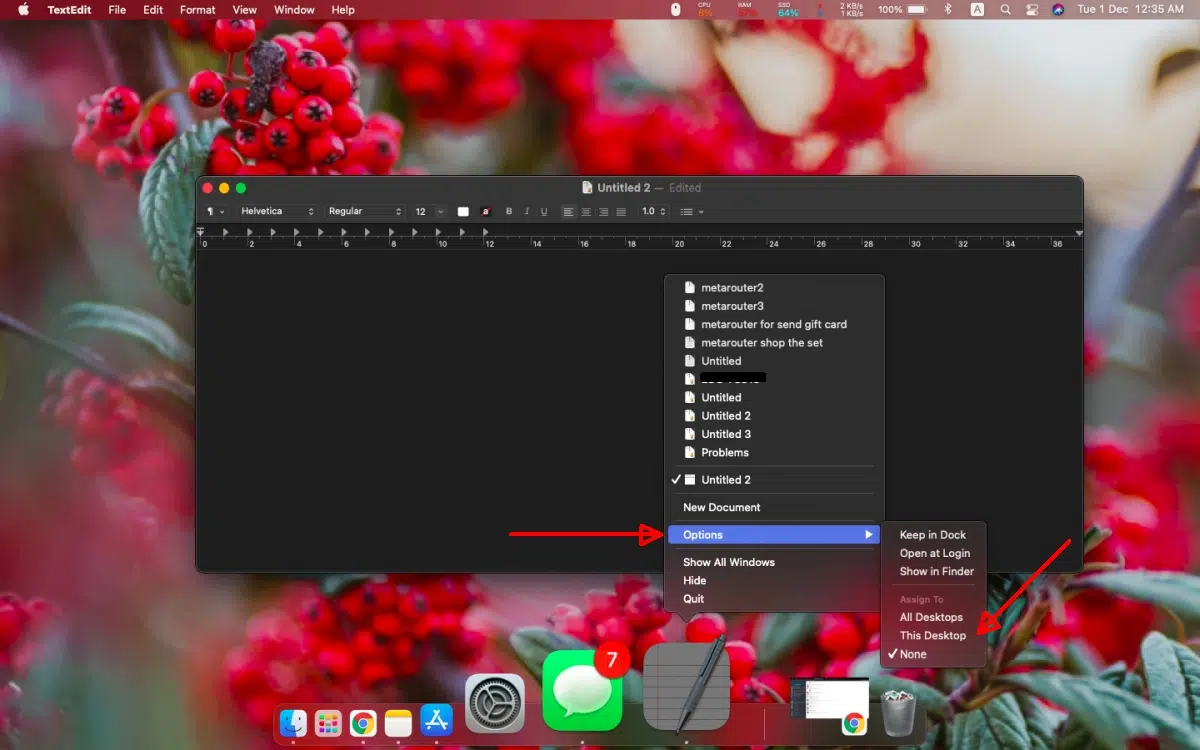 TextEdit File Edit Format View Window Help
CPU RAM SSD 2 KB/s 100% A Tue 1 Dec 12:35 AM
64% 1 KB/s
Untitled 2 — Edited
¶ Helvetica Regular 12 a B I U 1.0
0 2 4 6 8 10 12 14 16 18 20 22 24 26 28 30 32 34 36
metarouter2
metarouter3
metarouter for send gift card
metarouter shop the set
Untitled
Untitled
Untitled 2
Untitled 3
Problems
✓ Untitled 2
New Document
Options
Show All Windows
Hide
Quit
Keep in Dock
Open at Login
Show in Finder
Assign To
All Desktops
This Desktop
✓ None
7